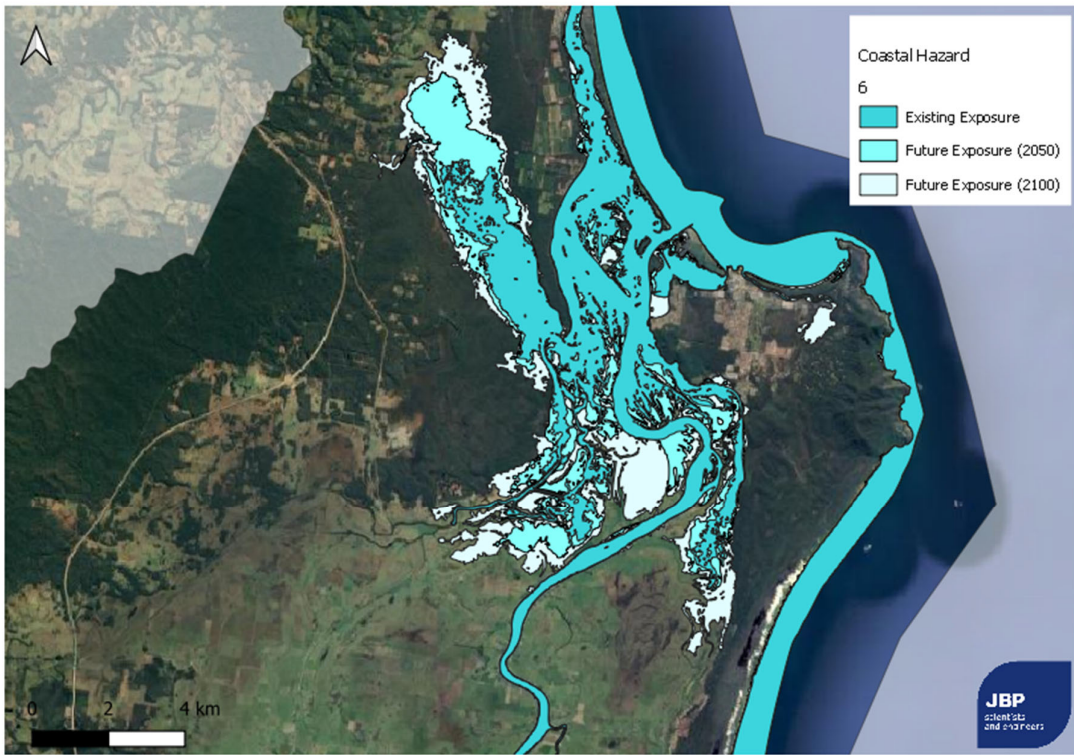 Coastal Hazard
6
Existing Exposure
Future Exposure (2050)
Future Exposure (2100)
0 2 4 km
JBP
scientists
and engineers